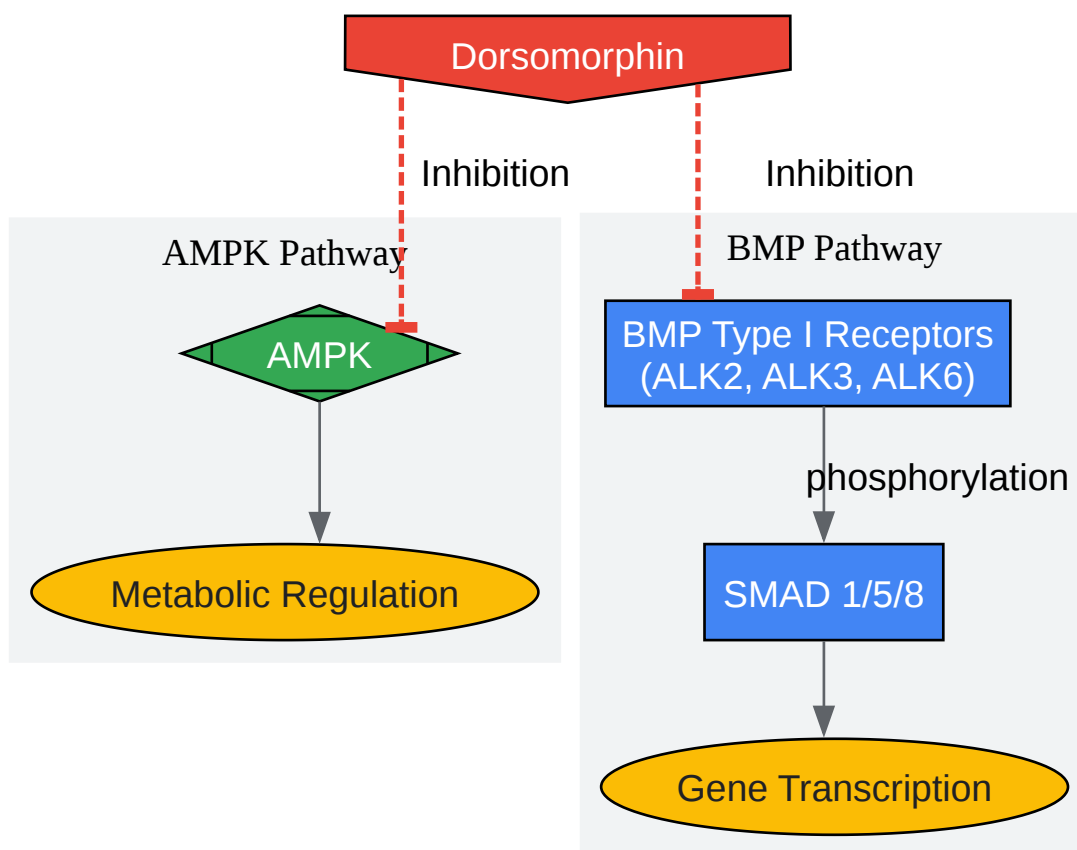 Dorsomorphin
Inhibition
Inhibition
AMPK Pathway
BMP Pathway
AMPK
BMP Type I Receptors
(ALK2, ALK3, ALK6)
phosphorylation
Metabolic Regulation
SMAD 1/5/8
Gene Transcription